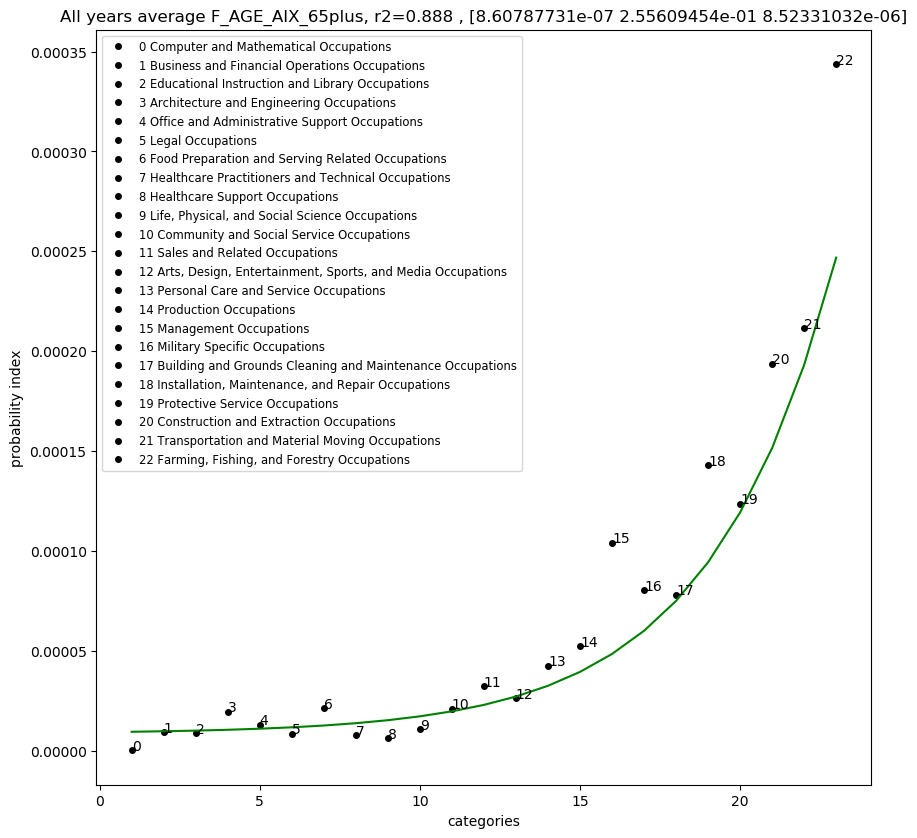 All years average F_AGE_AIX_65plus, r2=0.888 , [8.60787731e-07 2.55609454e-01 8.52331032e-06]
0 Computer and Mathematical Occupations
1 Business and Financial Operations Occupations
2 Educational Instruction and Library Occupations
3 Architecture and Engineering Occupations
4 Office and Administrative Support Occupations
5 Legal Occupations
6 Food Preparation and Serving Related Occupations
7 Healthcare Practitioners and Technical Occupations
8 Healthcare Support Occupations
9 Life, Physical, and Social Science Occupations
10 Community and Social Service Occupations
11 Sales and Related Occupations
12 Arts, Design, Entertainment, Sports, and Media Occupations
13 Personal Care and Service Occupations
14 Production Occupations
15 Management Occupations
16 Military Specific Occupations
17 Building and Grounds Cleaning and Maintenance Occupations
18 Installation, Maintenance, and Repair Occupations
19 Protective Service Occupations
20 Construction and Extraction Occupations
21 Transportation and Material Moving Occupations
22 Farming, Fishing, and Forestry Occupations
0.00035
0.00030
0.00025
0.00020
0.00015
0.00010
0.00005
0.00000
probability index
0
1
2
3
4
5
6
7
8
9
10
11
12
13
14
15
16
17
18
19
20
21
22
0
5
10
15
20
categories